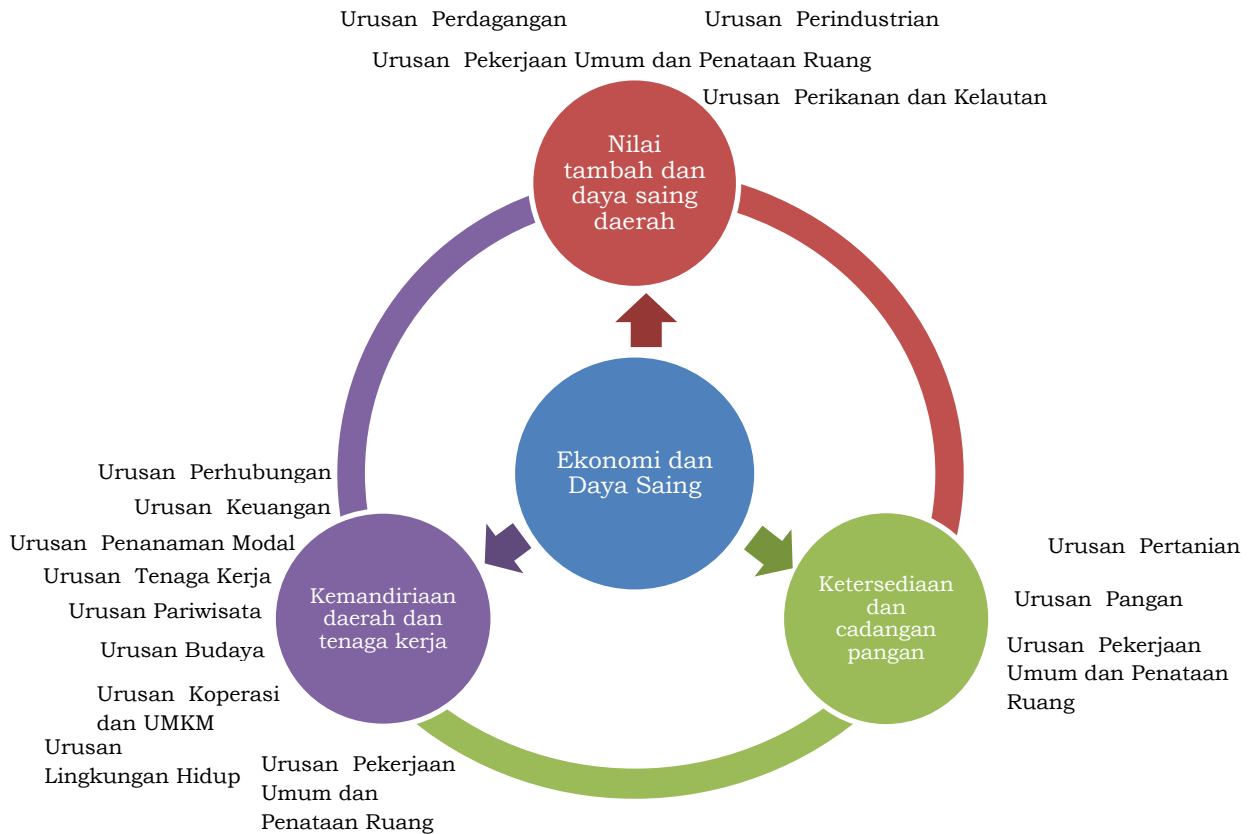 Urusan Perdagangan
Urusan Perindustrian
Urusan Pekerjaan Umum dan Penataan Ruang
Urusan Perikanan dan Kelautan
Nilai
tambah dan
daya saing
daerah
Ekonomi dan
Daya Saing
Urusan Perhubungan
Urusan Keuangan
Urusan Penanaman Modal
Urusan Tenaga Kerja
Urusan Pariwisata
Urusan Budaya
Urusan Koperasi
dan UMKM
Urusan
Lingkungan Hidup
Urusan Pekerjaan
Umum dan
Penataan Ruang
Kemandiriaan
daerah dan
tenaga kerja
Ketersediaan
dan
cadangan
pangan
Urusan Pertanian
Urusan Pangan
Urusan Pekerjaan
Umum dan Penataan
Ruang